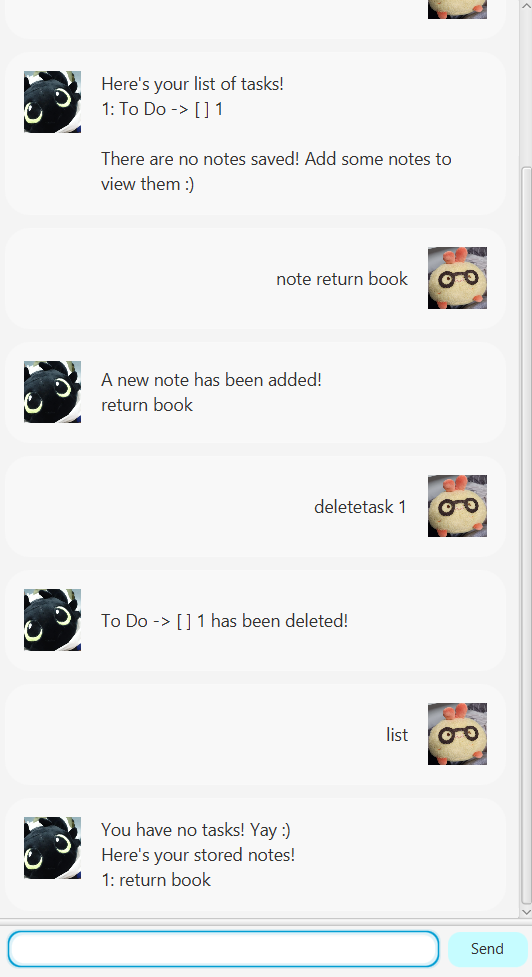 Here's your list of tasks!
1: To Do -> [ ] 1
There are no notes saved! Add some notes to
view them :)
note return book
A new note has been added!
return book
deletetask 1
To Do -> [ ] 1 has been deleted!
list
You have no tasks! Yay :)
Here's your stored notes!
1: return book
Send